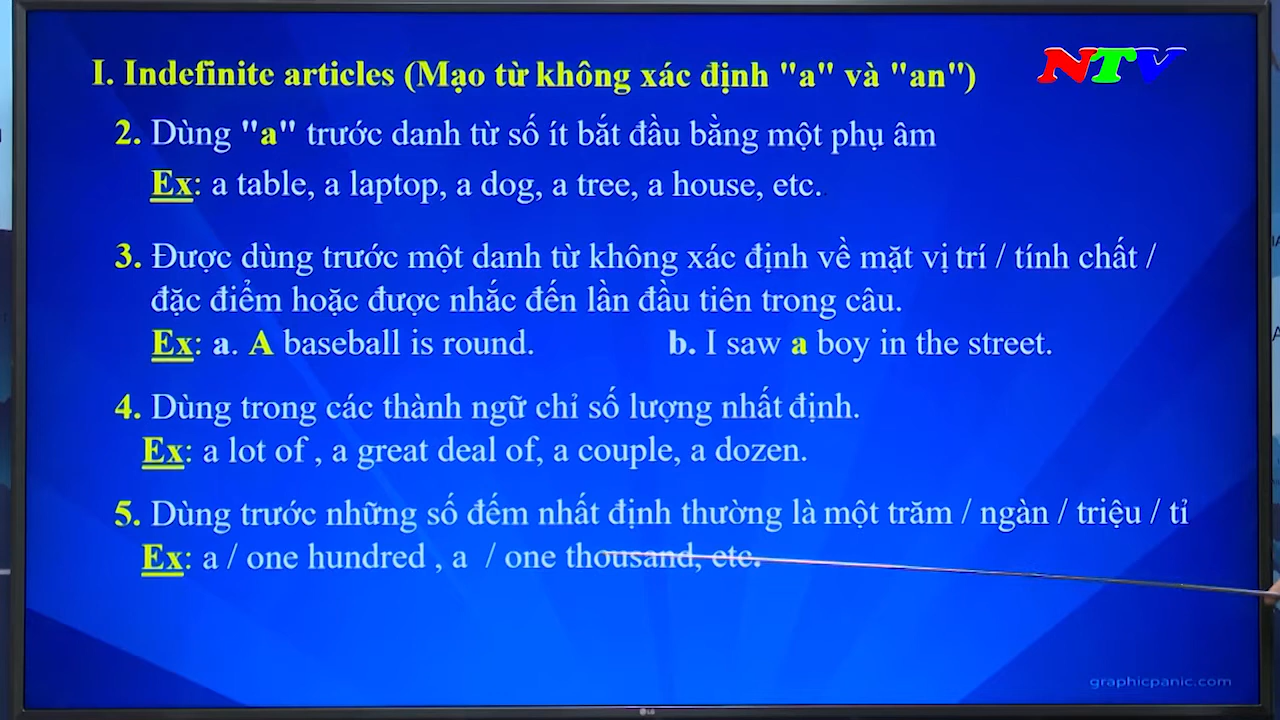 I. Indefinite articles (Mạo từ không xác định "a" và "an")
NTV
2. Dùng "a" trước danh từ số ít bắt đầu bằng một phụ âm
Ex: a table, a laptop, a dog, a tree, a house, etc.
3. Được dùng trước một danh từ không xác định về mặt vị trí / tính chất /
đặc điểm hoặc được nhắc đến lần đầu tiên trong câu.
Ex: a. A baseball is round. b. I saw a boy in the street.
4. Dùng trong các thành ngữ chỉ số lượng nhất định.
Ex: a lot of , a great deal of, a couple, a dozen.
5. Dùng trước những số đếm nhất định thường là một trăm / ngàn / triệu / tỉ
Ex: a / one hundred , a / one thousand, etc.
graphicpanic.com
LG